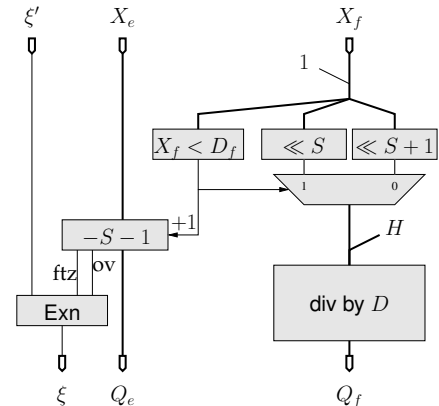 ξ′ X_e X_f
1
X_f < D_f ≪ S ≪ S + 1
1 0
+1
−S − 1 H
ftz ov
Exn div by D
ξ Q_e Q_f